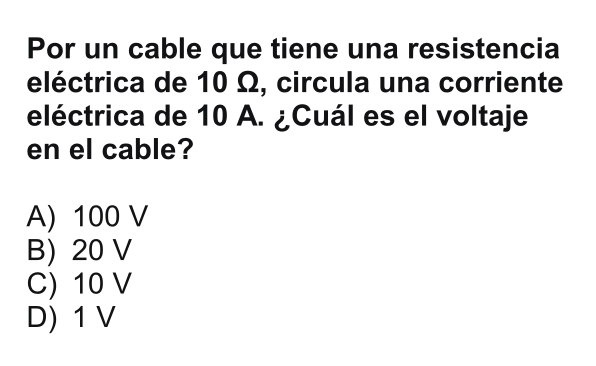 Por un cable que tiene una resistencia
eléctrica de 10 Ω, circula una corriente
eléctrica de 10 A. ¿Cuál es el voltaje
en el cable?
A) 100 V
B) 20 V
C) 10 V
D) 1 V